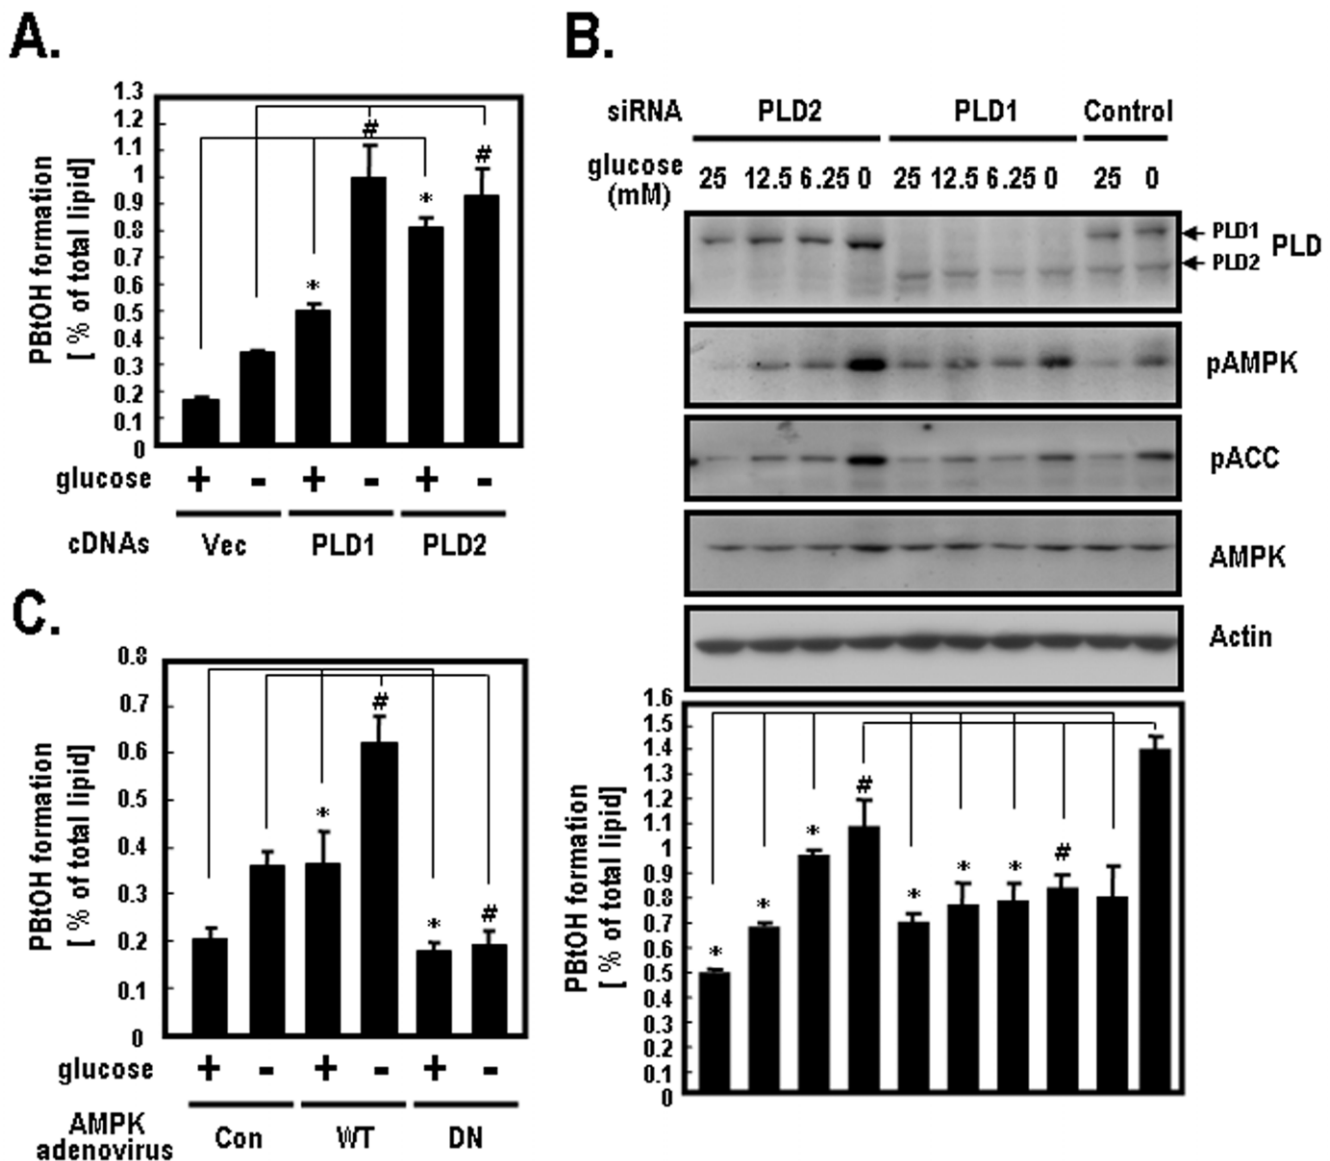 A.
1.3
1.2
1.1
1
0.9
0.8
0.7
0.6
0.5
0.4
0.3
0.2
0.1
0
PBtOH formation
[ % of total lipid]
* # * #
glucose + - + - + -
cDNAs Vec PLD1 PLD2
B.
siRNA PLD2 PLD1 Control
glucose
(mM)
25 12.5 6.25 0 25 12.5 6.25 0 25 0
PLD1
PLD2
PLD
pAMPK
pACC
AMPK
Actin
1.6
1.5
1.4
1.3
1.2
1.1
1
0.9
0.8
0.7
0.6
0.5
0.4
0.3
0.2
0.1
0
PBtOH formation
[ % of total lipid]
* * * # * * * #
C.
0.8
0.7
0.6
0.5
0.4
0.3
0.2
0.1
0
PBtOH formation
[ % of total lipid]
* # * #
glucose + - + - + -
AMPK
adenovirus
Con WT DN